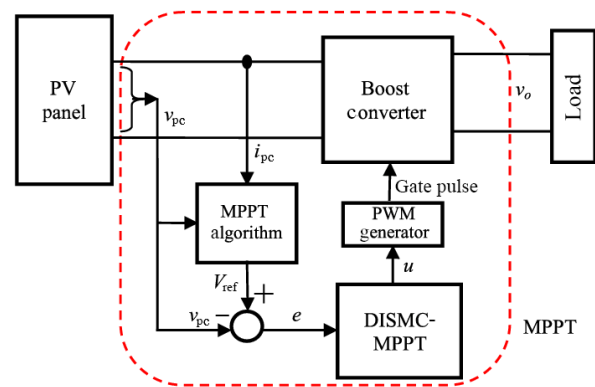 PV
panel
Boost
converter
Load
v_o
v_pc
i_pc
Gate pulse
MPPT
algorithm
PWM
generator
V_ref
+
u
v_pc
−
e
DISMC-
MPPT
MPPT